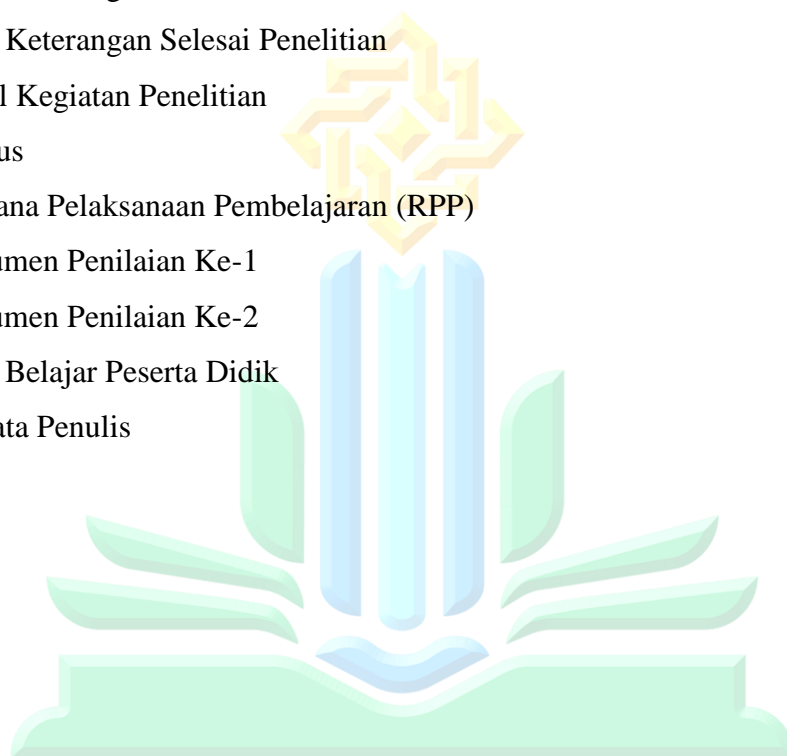 Keterangan Selesai Penelitian
l Kegiatan Penelitian
us
ana Pelaksanaan Pembelajaran (RPP)
umen Penilaian Ke-1
umen Penilaian Ke-2
Belajar Peserta Didik
ata Penulis